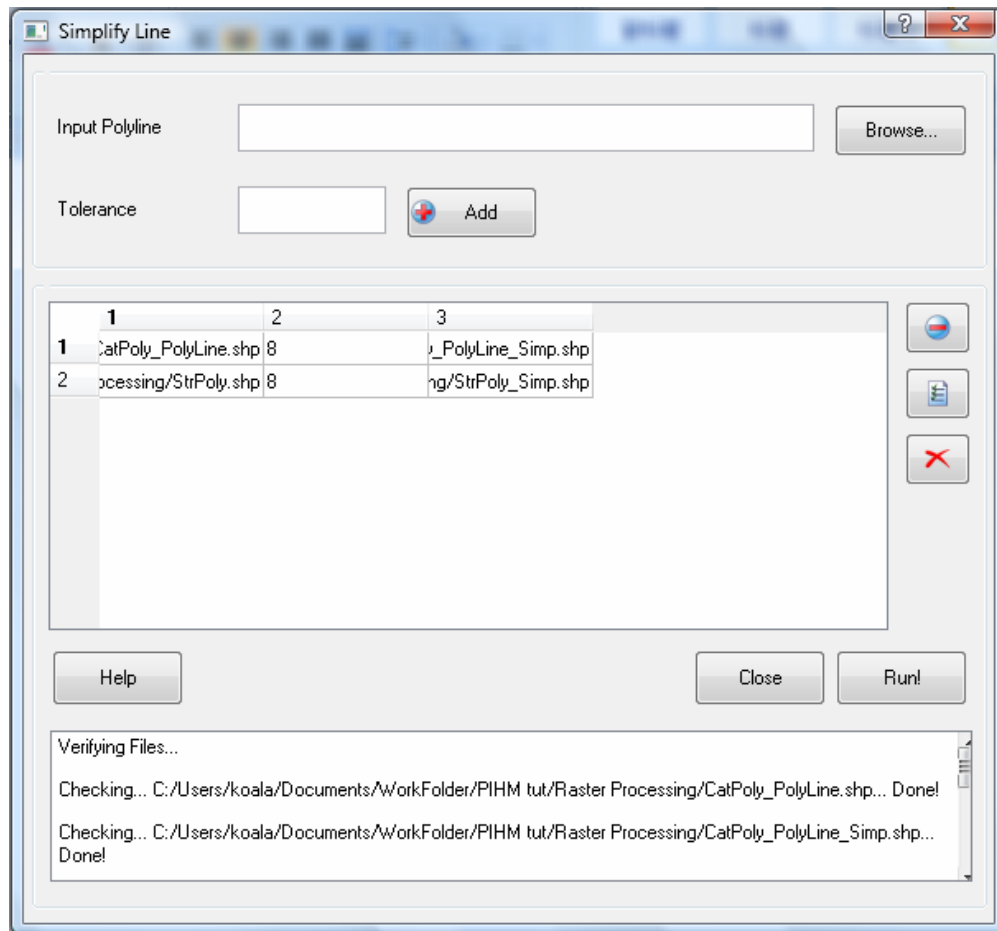 Simplify Line
Input Polyline
Browse...
Tolerance
Add
1 2 3
1 CatPoly_PolyLine.shp 8 y_PolyLine_Simp.shp
2 ocessing/StrPoly.shp 8 ng/StrPoly_Simp.shp
Help Close Run!
Verifying Files...
Checking... C:/Users/koala/Documents/WorkFolder/PIHM tut/Raster Processing/CatPoly_PolyLine.shp... Done!
Checking... C:/Users/koala/Documents/WorkFolder/PIHM tut/Raster Processing/CatPoly_PolyLine_Simp.shp...
Done!